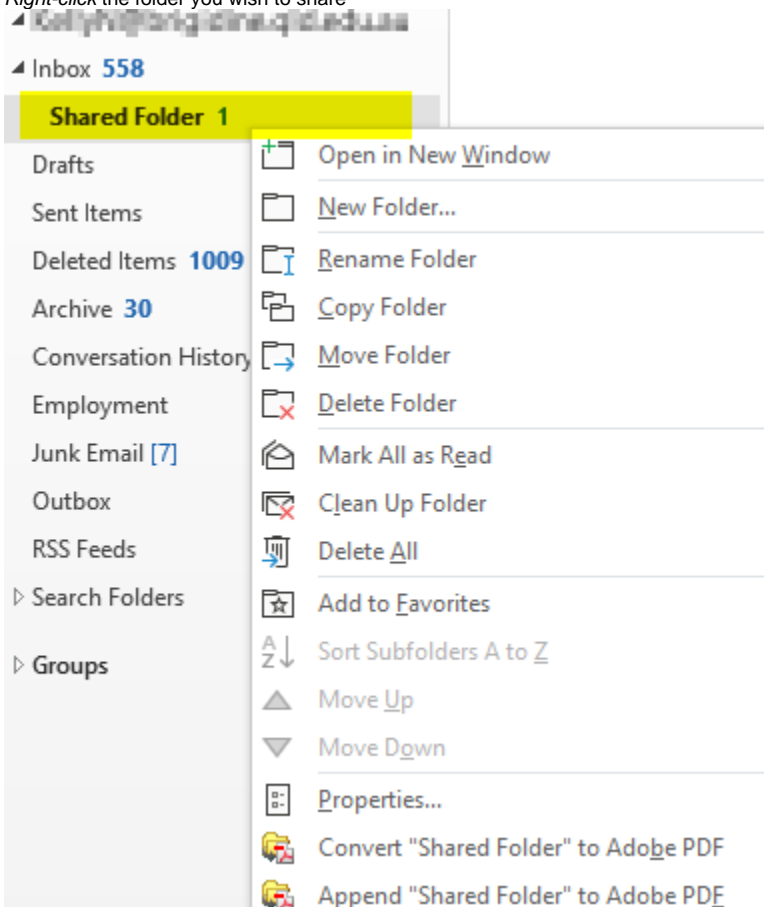 Right-click the folder you wish to share
Inbox 558
Shared Folder 1
Open in New Window
Drafts
New Folder...
Sent Items
Rename Folder
Deleted Items 1009
Copy Folder
Archive 30
Move Folder
Conversation History
Delete Folder
Employment
Mark All as Read
Junk Email [7]
Clean Up Folder
Outbox
Delete All
RSS Feeds
Add to Favorites
Search Folders
Sort Subfolders A to Z
Groups
Move Up
Move Down
Properties...
Convert "Shared Folder" to Adobe PDF
Append "Shared Folder" to Adobe PDF